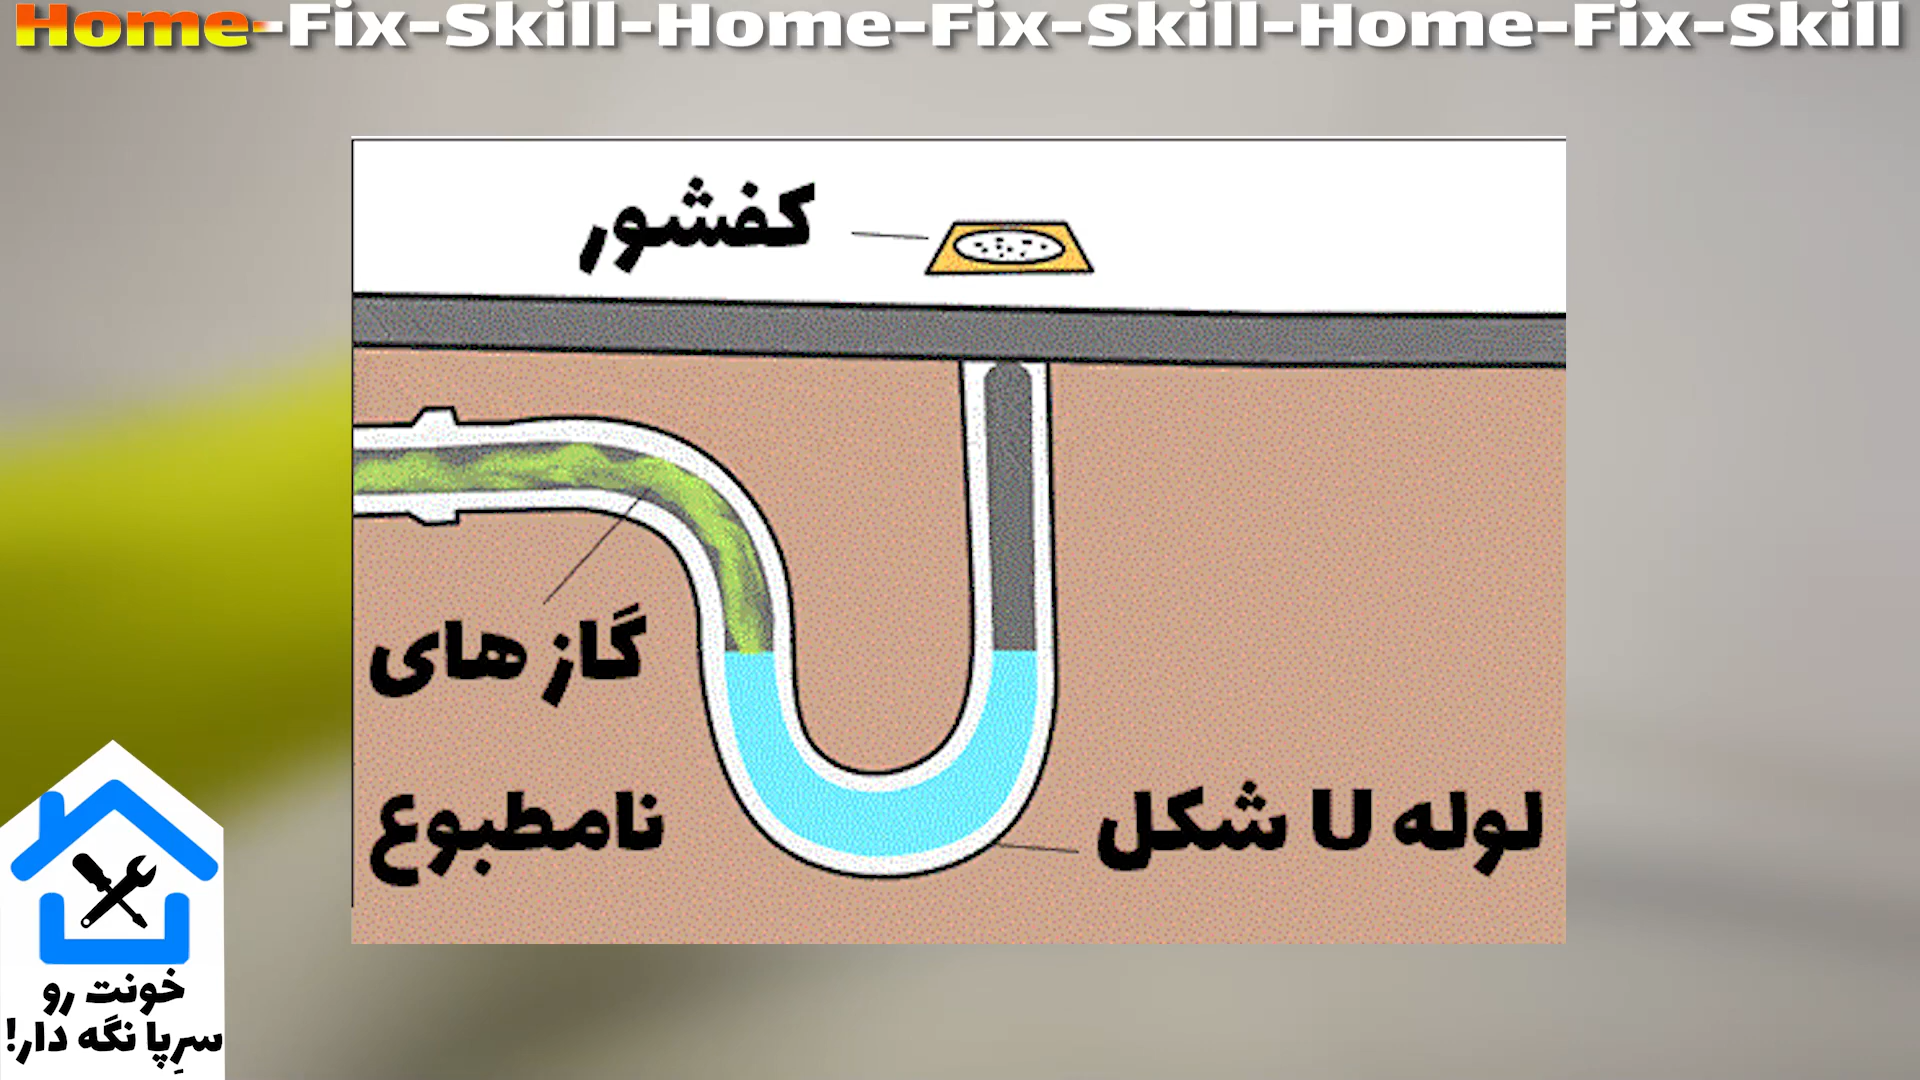 Home-Fix-Skill-Home-Fix-Skill-Home-Fix-Skill
کفشور
گاز های
نامطبوع
لوله U شکل
خونت رو
سرِپا نگه دار!